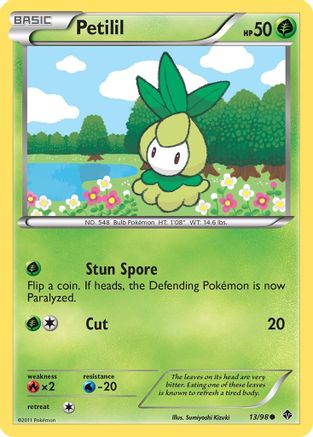 BASIC
Petilil
HP50
NO. 548 Bulb Pokémon HT: 1'08" WT: 14.6 lbs.
Stun Spore
Flip a coin. If heads, the Defending Pokémon is now
Paralyzed.
Cut 20
weakness
×2
resistance
-20
retreat
The leaves on its head are very
bitter. Eating one of these leaves
is known to refresh a tired body.
©2011 Pokémon
Illus. Sumiyoshi Kizuki
13/98